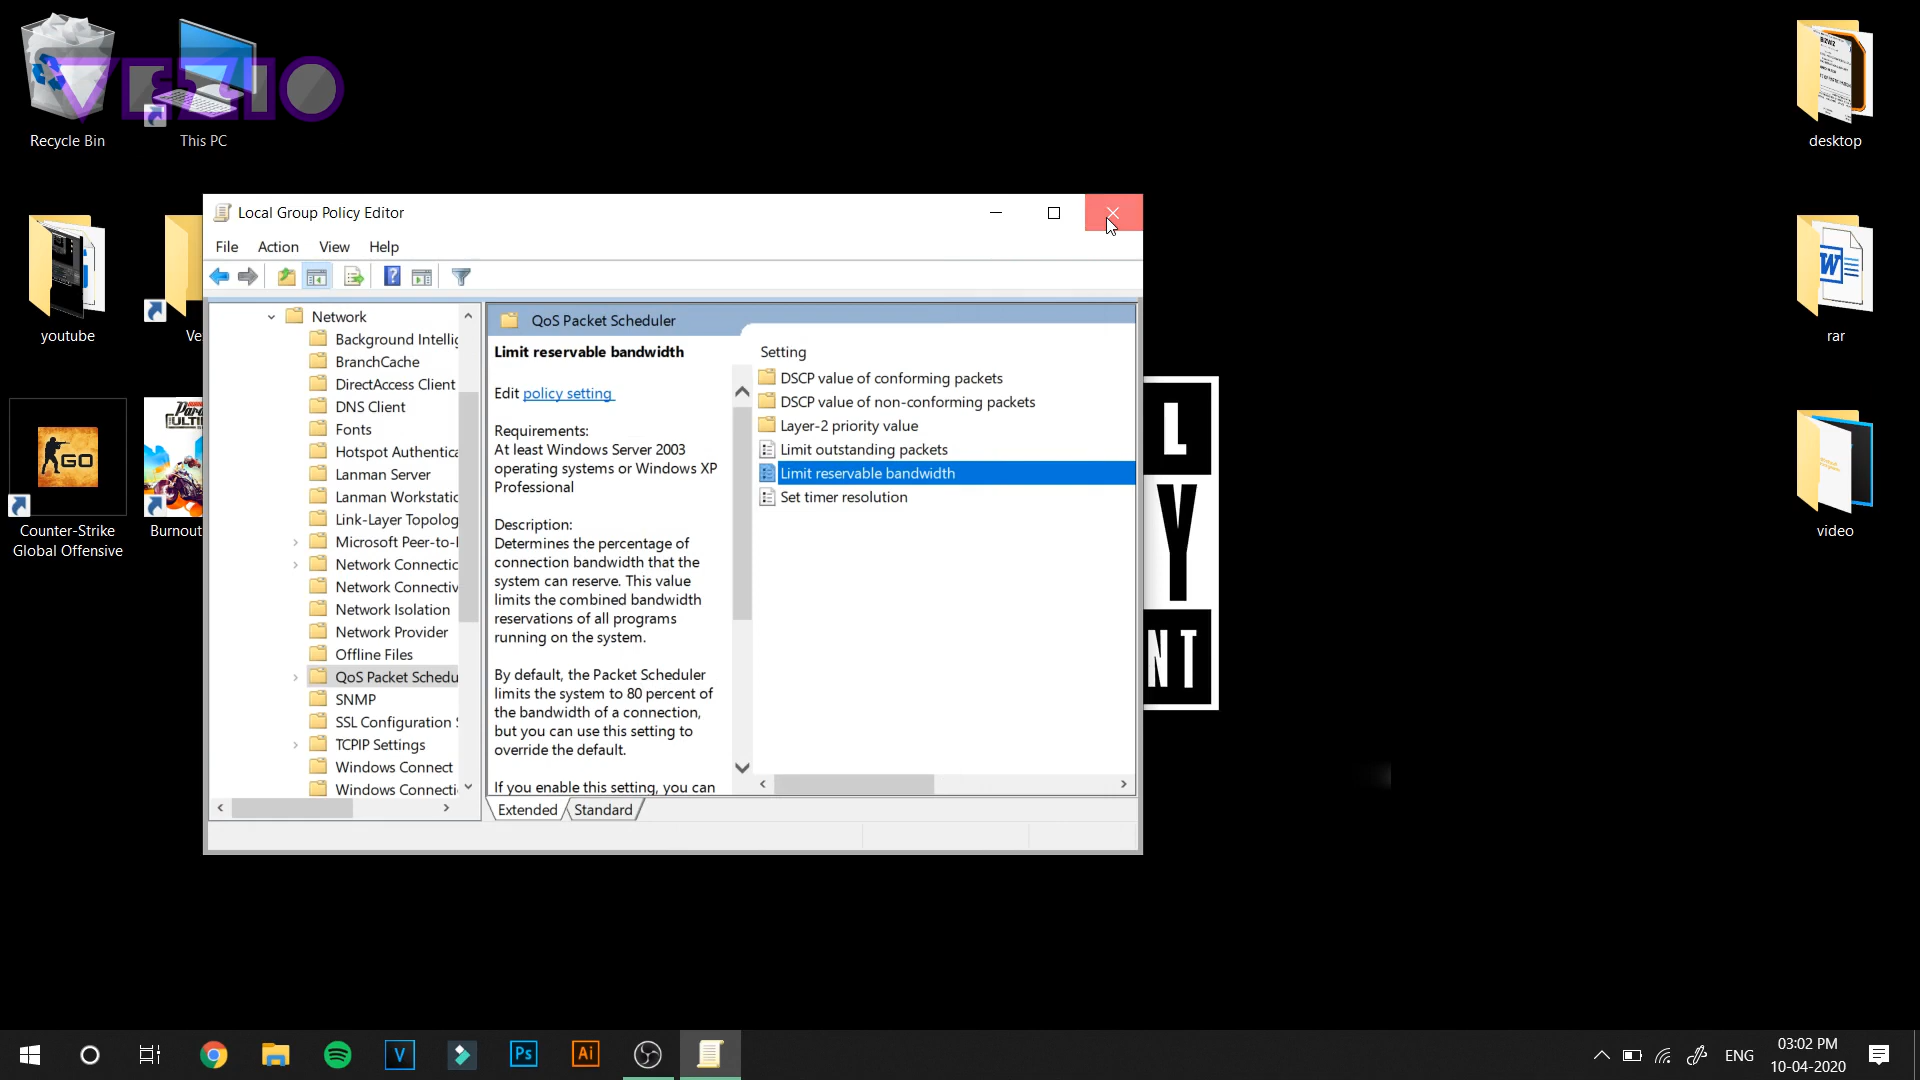 VEZIO
Recycle Bin
This PC
desktop
youtube
Ve
rar
GO
Counter-Strike
Global Offensive
Burnout
video
Local Group Policy Editor
File
Action
View
Help
Network
Background Intellig
BranchCache
DirectAccess Client
DNS Client
Fonts
Hotspot Authentica
Lanman Server
Lanman Workstatic
Link-Layer Topolog
Microsoft Peer-to-
Network Connectic
Network Connectiv
Network Isolation
Network Provider
Offline Files
QoS Packet Schedu
SNMP
SSL Configuration
TCPIP Settings
Windows Connect
Windows Connecti
QoS Packet Scheduler
Limit reservable bandwidth
Edit policy setting
Requirements:
At least Windows Server 2003
operating systems or Windows XP
Professional
Description:
Determines the percentage of
connection bandwidth that the
system can reserve. This value
limits the combined bandwidth
reservations of all programs
running on the system.
By default, the Packet Scheduler
limits the system to 80 percent of
the bandwidth of a connection,
but you can use this setting to
override the default.
If you enable this setting, you can
Setting
DSCP value of conforming packets
DSCP value of non-conforming packets
Layer-2 priority value
Limit outstanding packets
Limit reservable bandwidth
Set timer resolution
Extended
Standard
L
Y
NT
V
Ps
Ai
ENG
03:02 PM
10-04-2020